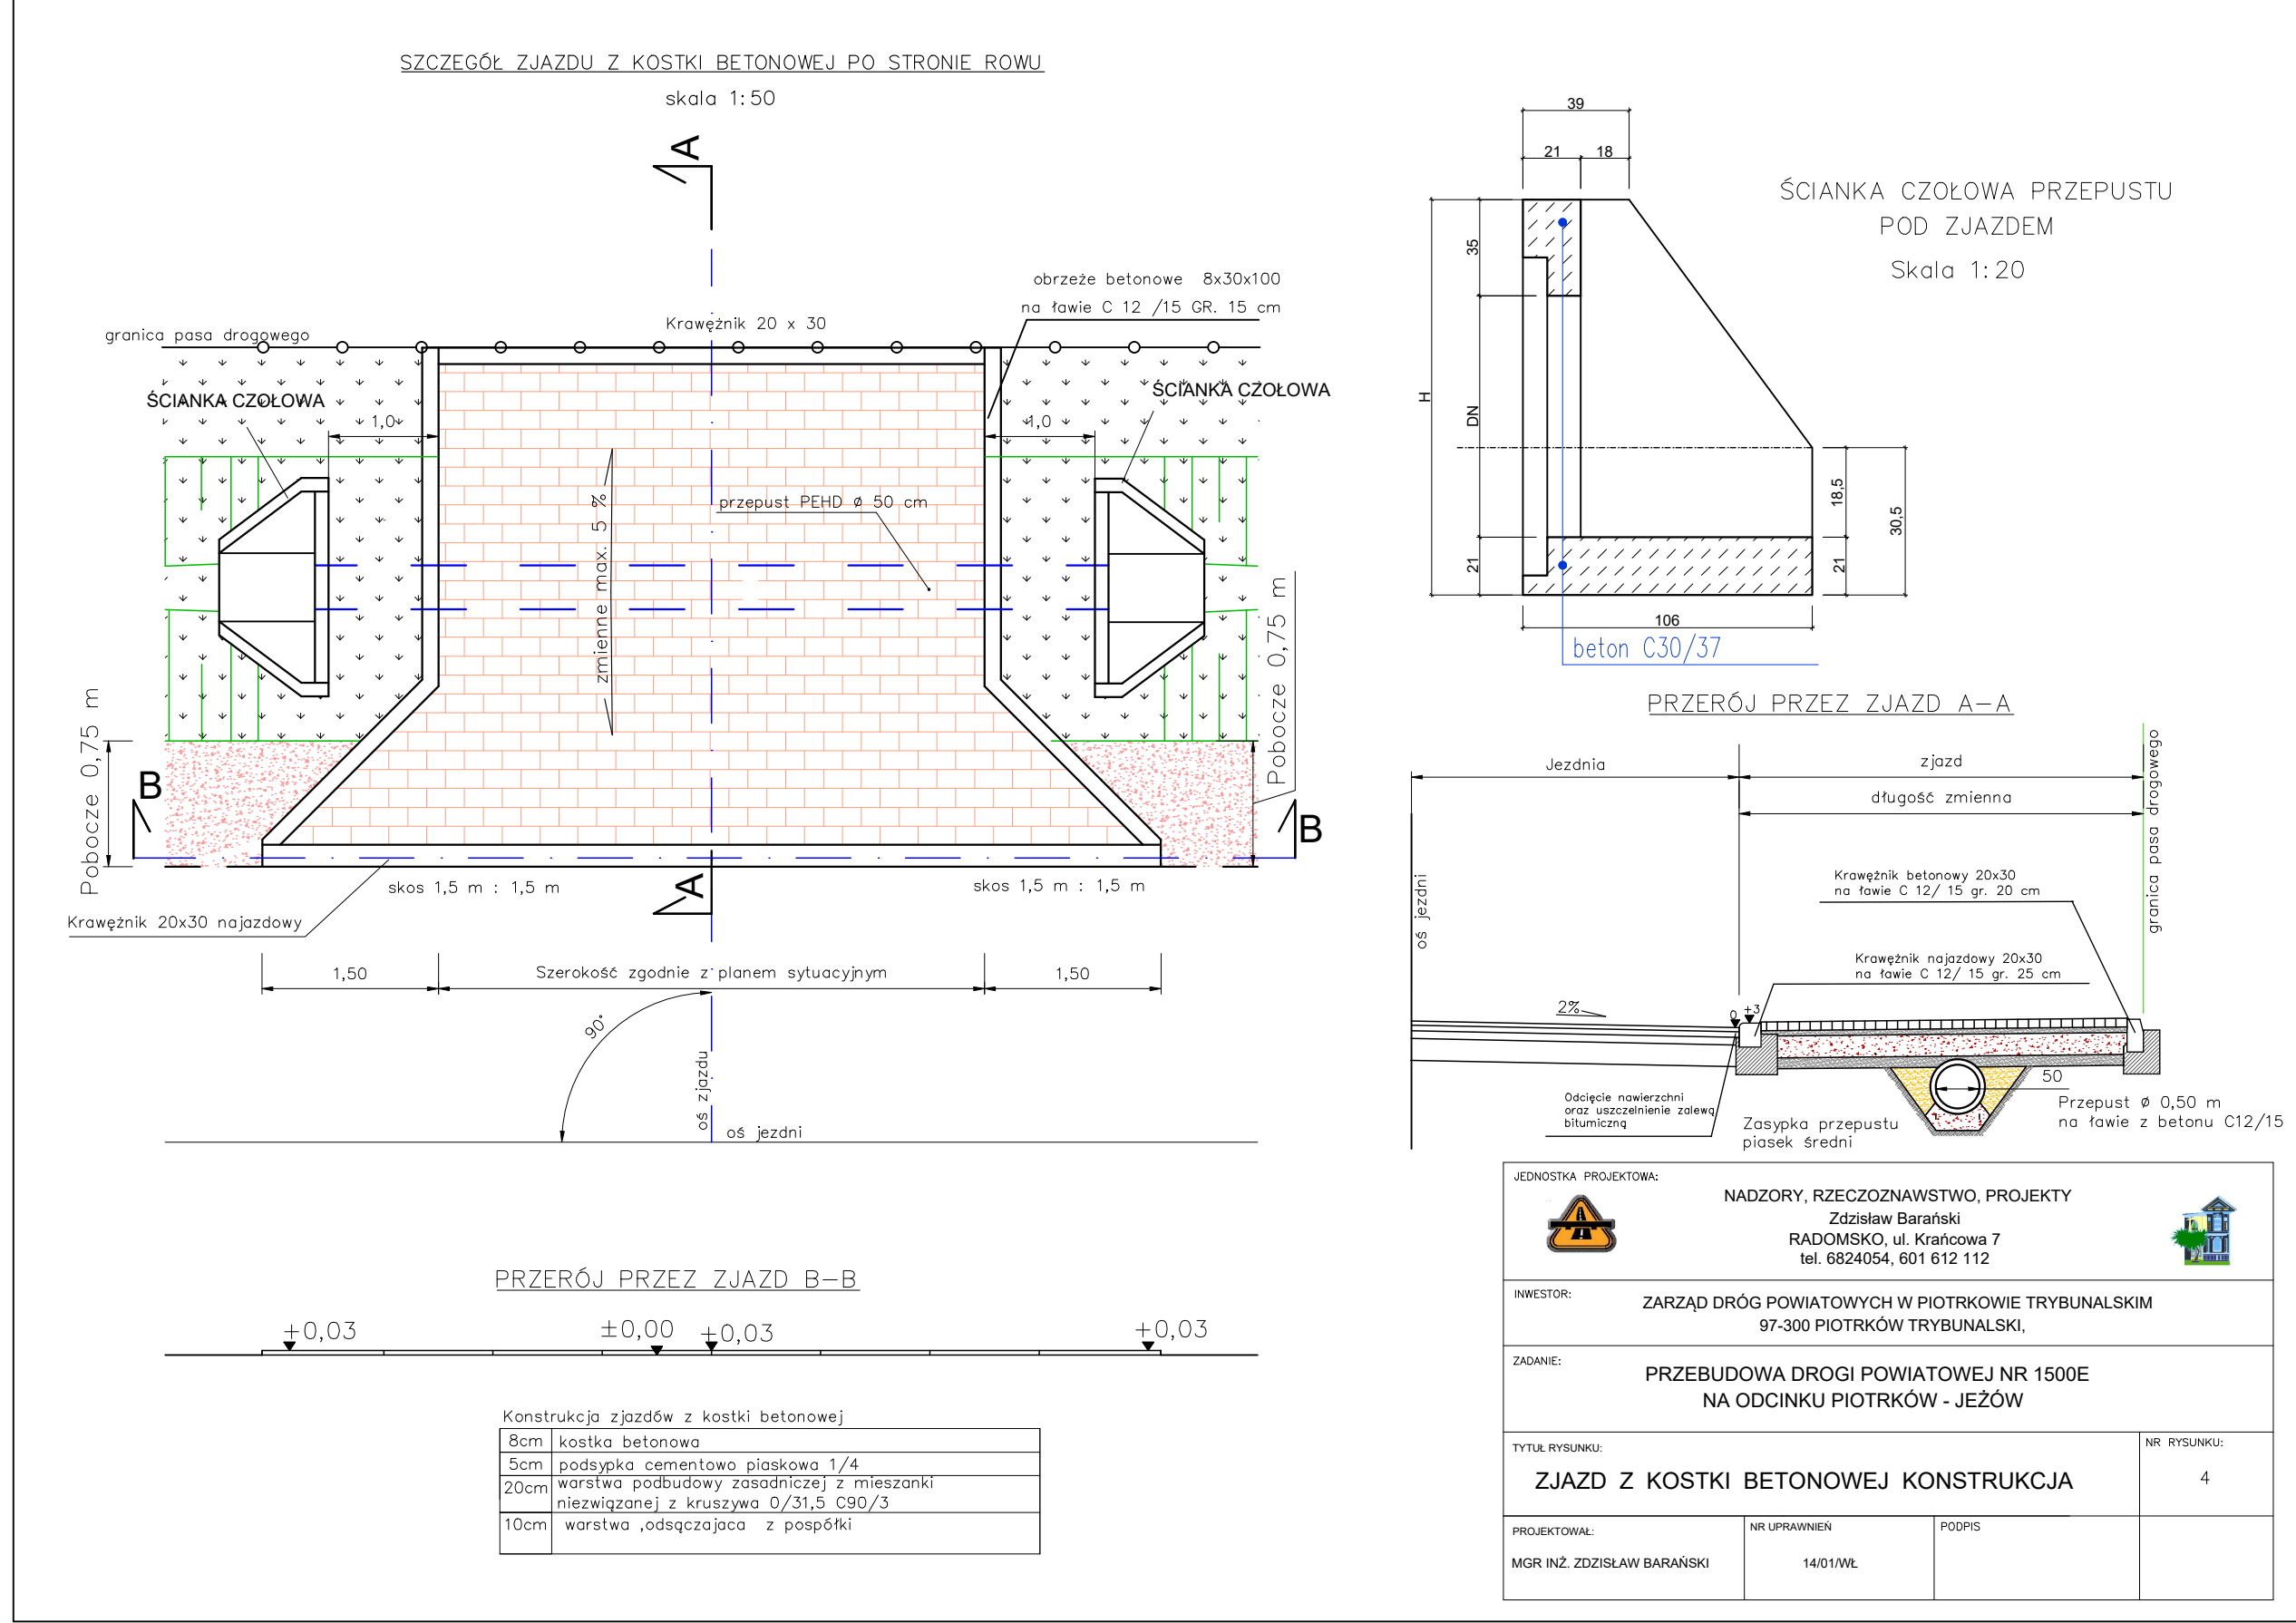 SZCZEGÓŁ ZJAZDU Z KOSTKI BETONOWEJ PO STRONIE ROWU
skala 1:50
A
obrzeże betonowe 8x30x100
na ławie C 12 /15 GR. 15 cm
Krawężnik 20 x 30
granica pasa drogowego
ŚCIANKA CZOŁOWA
ŚCIANKA CZOŁOWA
1,0
1,0
przepust PEHD ø 50 cm
zmienne max. 5 %
Pobocze 0,75 m
Pobocze 0,75 m
B
B
A
skos 1,5 m : 1,5 m
skos 1,5 m : 1,5 m
Krawężnik 20x30 najazdowy
1,50
Szerokość zgodnie z planem sytuacyjnym
1,50
90°
oś zjazdu
oś jezdni
PRZERÓJ PRZEZ ZJAZD B-B
+0,03
±0,00
+0,03
+0,03
Konstrukcja zjazdów z kostki betonowej
8cm kostka betonowa
5cm podsypka cementowo piaskowa 1/4
20cm warstwa podbudowy zasadniczej z mieszanki
niezwiązanej z kruszywa 0/31,5 C90/3
10cm warstwa ,odsączajaca z pospółki
39
21
18
ŚCIANKA CZOŁOWA PRZEPUSTU
POD ZJAZDEM
Skala 1:20
35
H
DN
21
18,5
30,5
21
106
beton C30/37
PRZERÓJ PRZEZ ZJAZD A-A
Jezdnia
zjazd
długość zmienna
granica pasa drogowego
oś jezdni
Krawężnik betonowy 20x30
na ławie C 12/ 15 gr. 20 cm
Krawężnik najazdowy 20x30
na ławie C 12/ 15 gr. 25 cm
2%
0
+3
50
Odcięcie nawierzchni
oraz uszczelnienie zalewą
bitumiczną
Zasypka przepustu
piasek średni
Przepust ø 0,50 m
na ławie z betonu C12/15
JEDNOSTKA PROJEKTOWA:
NADZORY, RZECZOZNAWSTWO, PROJEKTY
Zdzisław Barański
RADOMSKO, ul. Krańcowa 7
tel. 6824054, 601 612 112
INWESTOR:
ZARZĄD DRÓG POWIATOWYCH W PIOTRKOWIE TRYBUNALSKIM
97-300 PIOTRKÓW TRYBUNALSKI,
ZADANIE:
PRZEBUDOWA DROGI POWIATOWEJ NR 1500E
NA ODCINKU PIOTRKÓW - JEŻÓW
TYTUŁ RYSUNKU:
ZJAZD Z KOSTKI BETONOWEJ KONSTRUKCJA
NR RYSUNKU:
4
PROJEKTOWAŁ:
MGR INŻ. ZDZISŁAW BARAŃSKI
NR UPRAWNIEŃ
14/01/WŁ
PODPIS